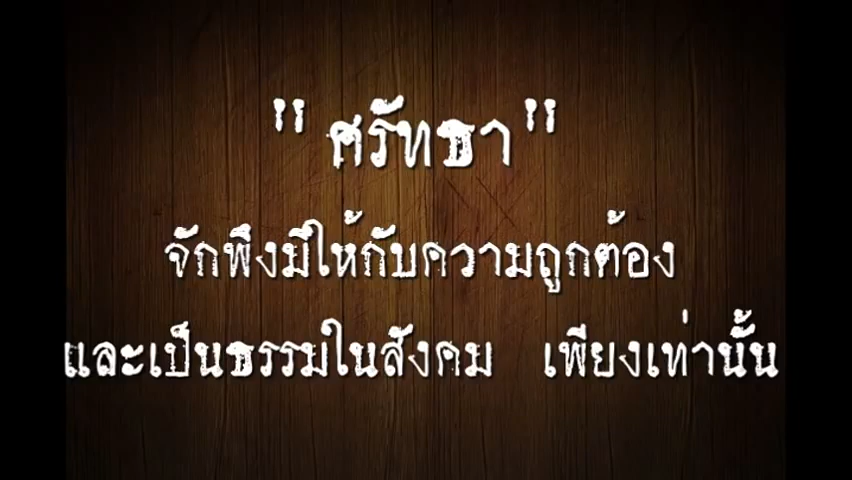 "ศรัทธา"
จักพึงมีให้กับความถูกต้อง
และเป็นธรรมในสังคม เพียงเท่านั้น